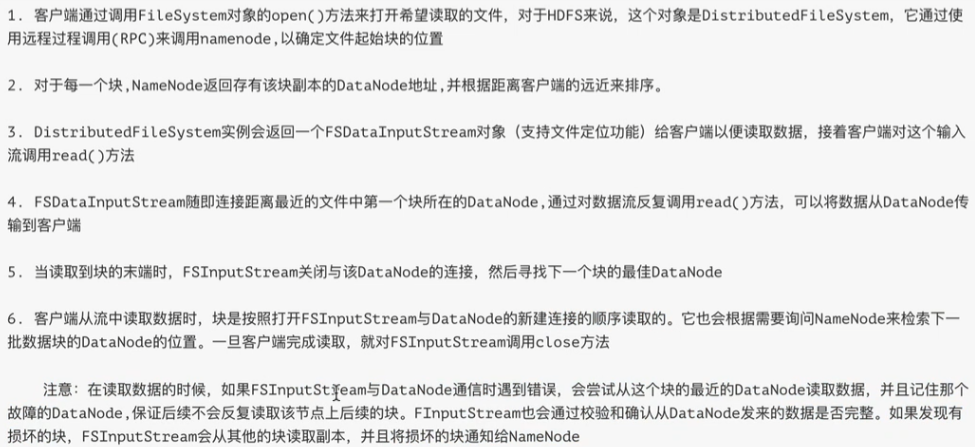 1. 客户端通过调用FileSystem对象的open()方法来打开希望读取的文件，对于HDFS来说，这个对象是DistributedFileSystem，它通过使
用远程过程调用(RPC)来调用namenode,以确定文件起始块的位置
2. 对于每一个块,NameNode返回存有该块副本的DataNode地址,并根据距离客户端的远近来排序。
3. DistributedFileSystem实例会返回一个FSDataInputStream对象（支持文件定位功能）给客户端以便读取数据，接着客户端对这个输入
流调用read()方法
4. FSDataInputStream随即连接距离最近的文件中第一个块所在的DataNode,通过对数据流反复调用read()方法，可以将数据从DataNode传
输到客户端
5. 当读取到块的末端时，FSInputStream关闭与该DataNode的连接，然后寻找下一个块的最佳DataNode
6. 客户端从流中读取数据时，块是按照打开FSInputStream与DataNode的新建连接的顺序读取的。它也会根据需要询问NameNode来检索下一
批数据块的DataNode的位置。一旦客户端完成读取，就对FSInputStream调用close方法
注意：在读取数据的时候，如果FSInputStream与DataNode通信时遇到错误，会尝试从这个块的最近的DataNode读取数据，并且记住那个
故障的DataNode,保证后续不会反复读取该节点上后续的块。FInputStream也会通过校验和确认从DataNode发来的数据是否完整。如果发现有
损坏的块，FSInputStream会从其他的块读取副本，并且将损坏的块通知给NameNode